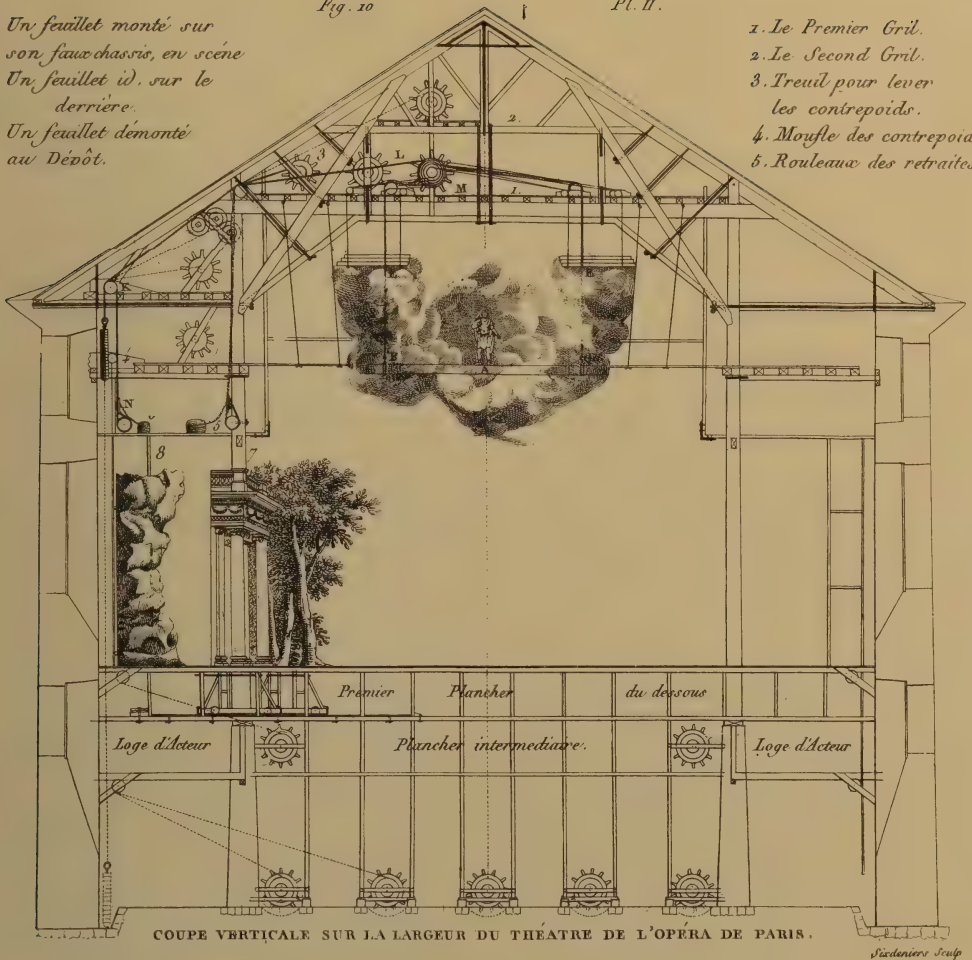 Fig. 10
Pl. II.
Un feuillet monté sur
son faux chassis, en scéne
Un feuillet id. sur le
derrière.
Un feuillet démonté
au Dépôt.
1. Le Premier Gril.
2. Le Second Gril.
3. Treuil pour lever
les contrepoids.
4. Moufle des contrepoid
5. Rouleaux des retraites
2.
3
L
M
1.
K
4
N
5
B
A
8
7
Premier Plancher du dessous
Loge d'Acteur
Plancher intermediaire.
Loge d'Acteur
COUPE VERTICALE SUR LA LARGEUR DU THÉATRE DE L'OPÉRA DE PARIS.
Sixdeniers Sculp